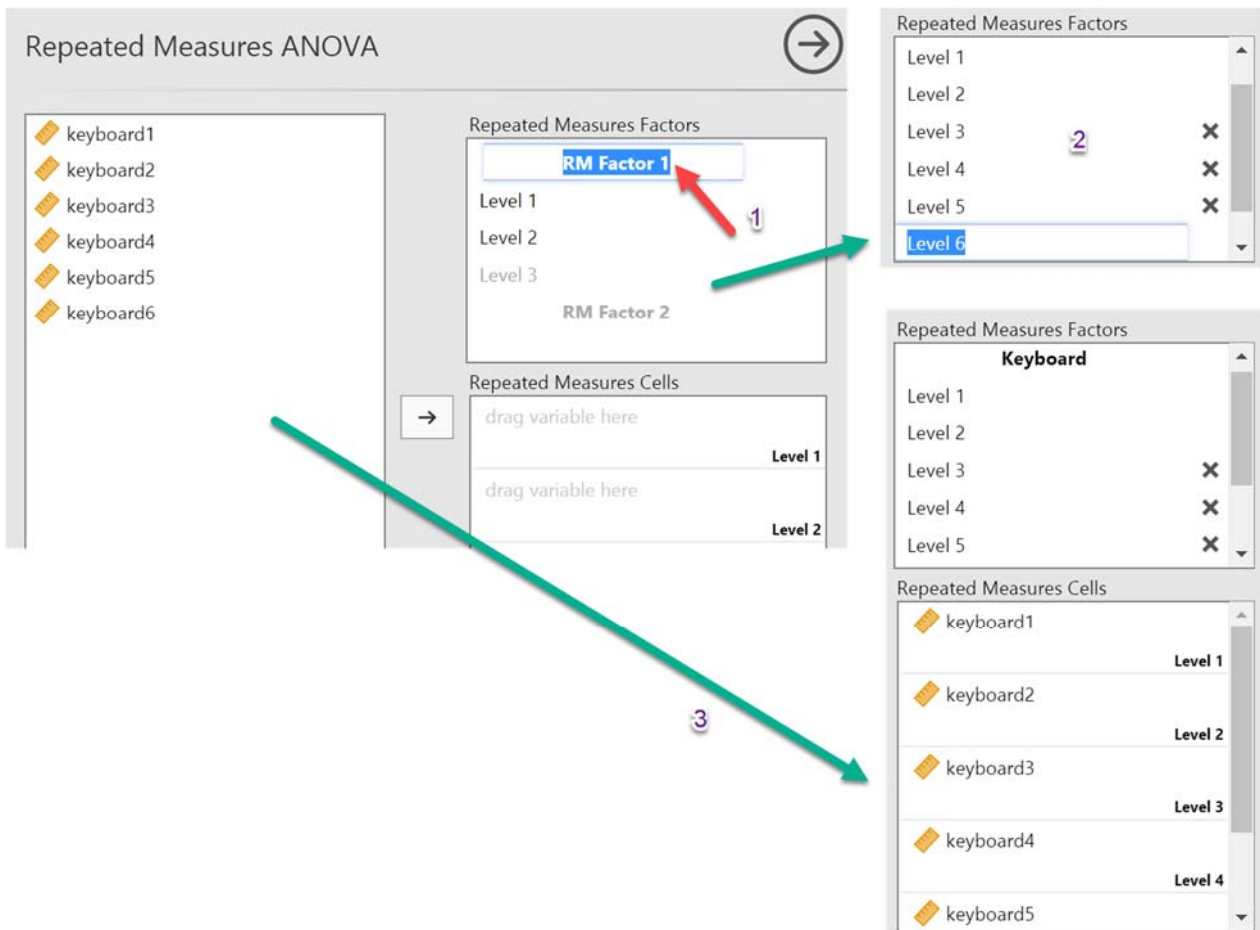 Repeated Measures ANOVA
keyboard1
keyboard2
keyboard3
keyboard4
keyboard5
keyboard6
Repeated Measures Factors
RM Factor 1
Level 1
Level 2
Level 3
RM Factor 2
1
Repeated Measures Cells
drag variable here
Level 1
drag variable here
Level 2
Repeated Measures Factors
Level 1
Level 2
Level 3
Level 4
Level 5
Level 6
2
Repeated Measures Factors
Keyboard
Level 1
Level 2
Level 3
Level 4
Level 5
Repeated Measures Cells
keyboard1
Level 1
keyboard2
Level 2
keyboard3
Level 3
keyboard4
Level 4
keyboard5
3